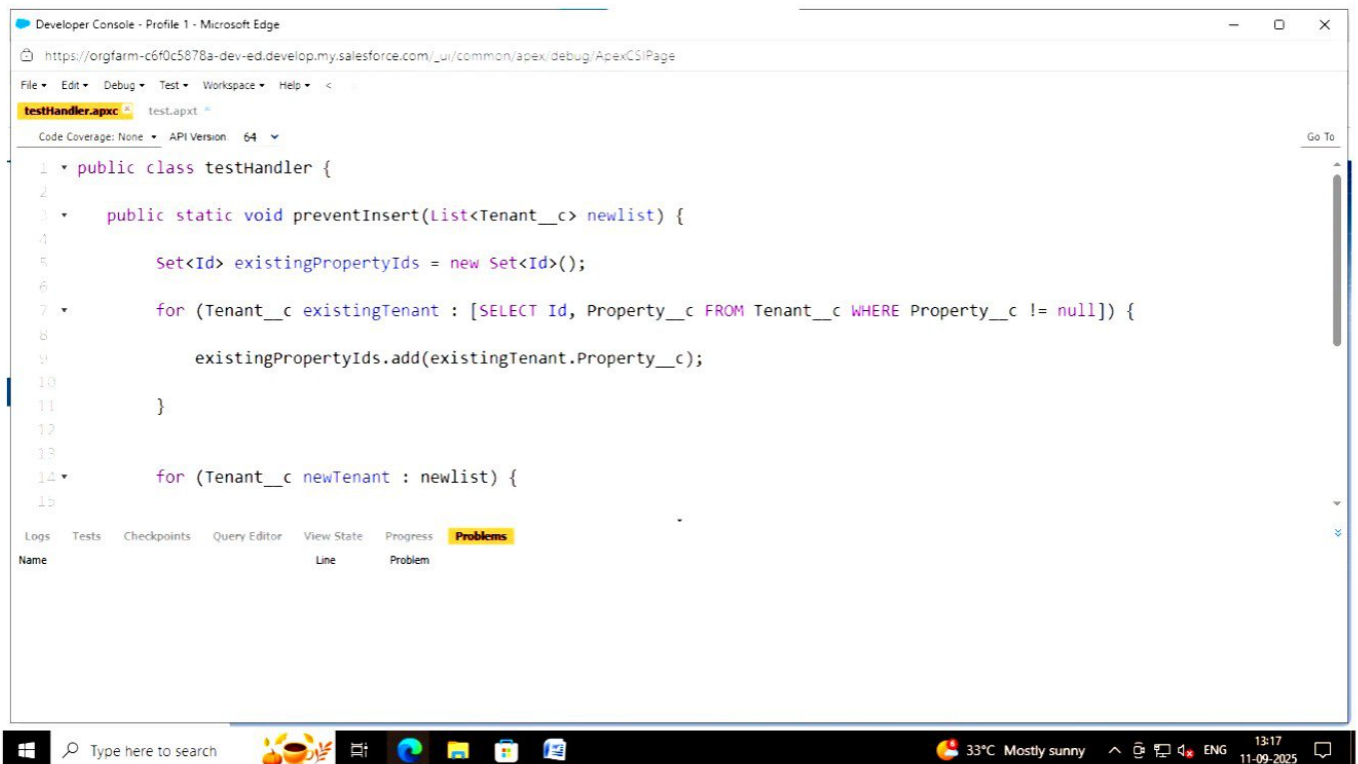 Developer Console - Profile 1 - Microsoft Edge
https://orgfarm-c6f0c5878a-dev-ed.develop.my.salesforce.com/_ui/common/apex/debug/ApexCSIPage
File Edit Debug Test Workspace Help <
testHandler.apxc test.apxt
Code Coverage: None API Version 64 Go To
1 public class testHandler {
2
3 public static void preventInsert(List<Tenant__c> newlist) {
4
5 Set<Id> existingPropertyIds = new Set<Id>();
6
7 for (Tenant__c existingTenant : [SELECT Id, Property__c FROM Tenant__c WHERE Property__c != null]) {
8
9 existingPropertyIds.add(existingTenant.Property__c);
10
11 }
12
13
14 for (Tenant__c newTenant : newlist) {
15
Logs Tests Checkpoints Query Editor View State Progress Problems
Name Line Problem
Type here to search 33°C Mostly sunny ENG 13:17
11-09-2025